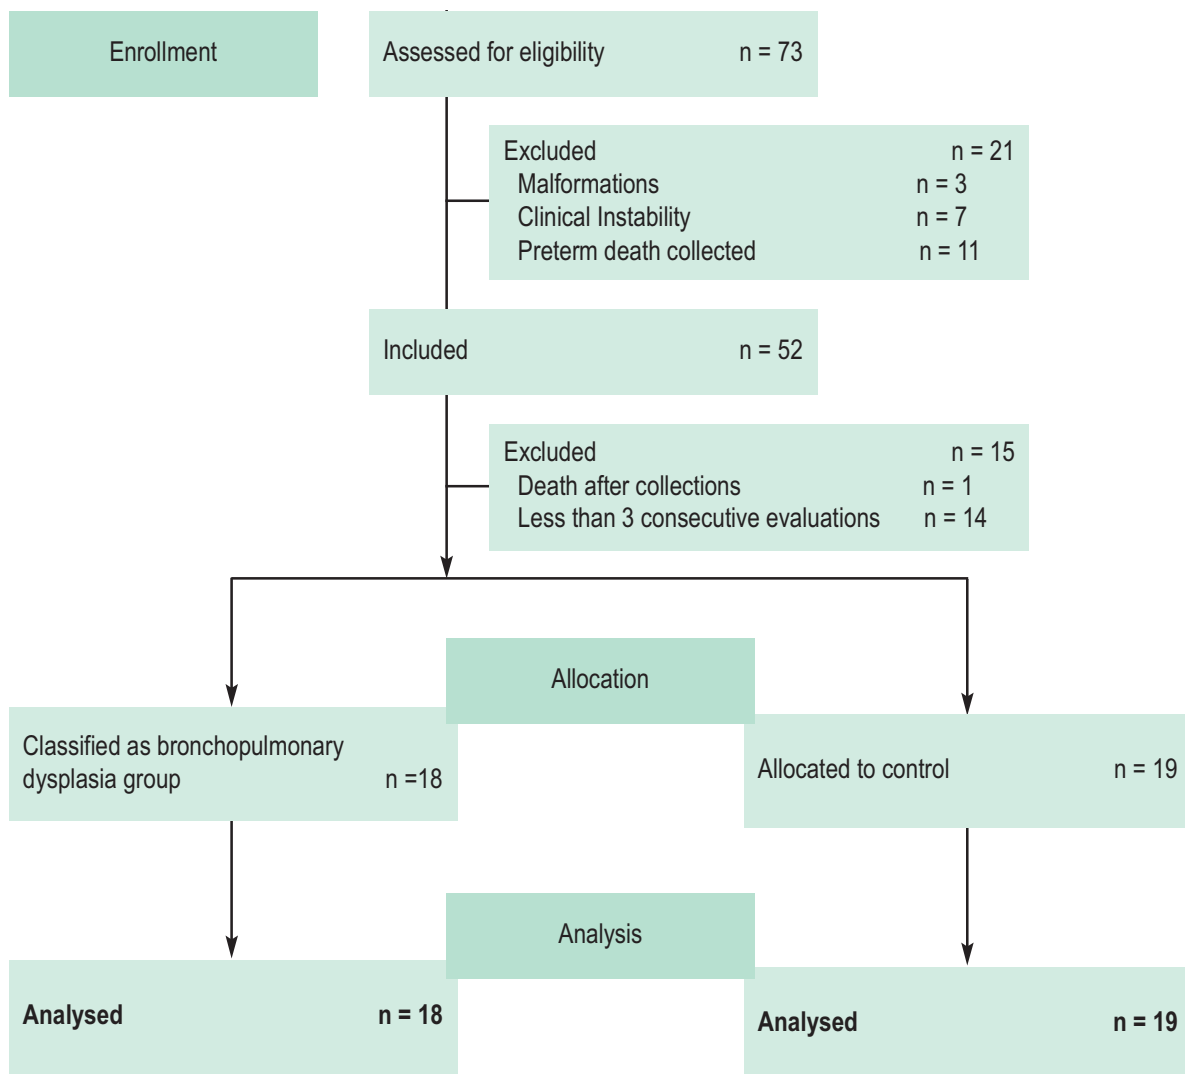 Enrollment
Assessed for eligibility n = 73
Excluded n = 21
Malformations n = 3
Clinical Instability n = 7
Preterm death collected n = 11
Included n = 52
Excluded n = 15
Death after collections n = 1
Less than 3 consecutive evaluations n = 14
Allocation
Classified as bronchopulmonary
dysplasia group n =18
Allocated to control n = 19
Analysis
Analysed n = 18
Analysed n = 19